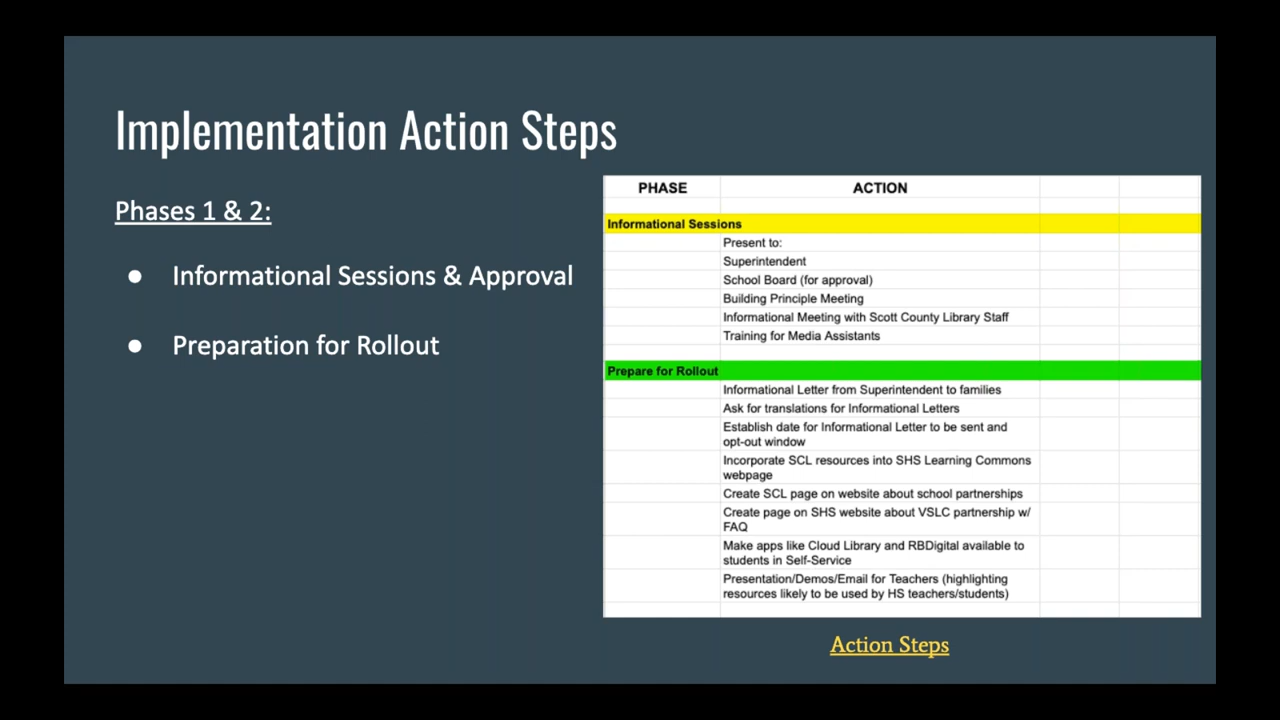 Implementation Action Steps
Phases 1 & 2:
● Informational Sessions & Approval
● Preparation for Rollout
PHASE ACTION
Informational Sessions
Present to:
Superintendent
School Board (for approval)
Building Principle Meeting
Informational Meeting with Scott County Library Staff
Training for Media Assistants
Prepare for Rollout
Informational Letter from Superintendent to families
Ask for translations for Informational Letters
Establish date for Informational Letter to be sent and
opt-out window
Incorporate SCL resources into SHS Learning Commons
webpage
Create SCL page on website about school partnerships
Create page on SHS website about VSLC partnership w/
FAQ
Make apps like Cloud Library and RBDigital available to
students in Self-Service
Presentation/Demos/Email for Teachers (highlighting
resources likely to be used by HS teachers/students)
Action Steps